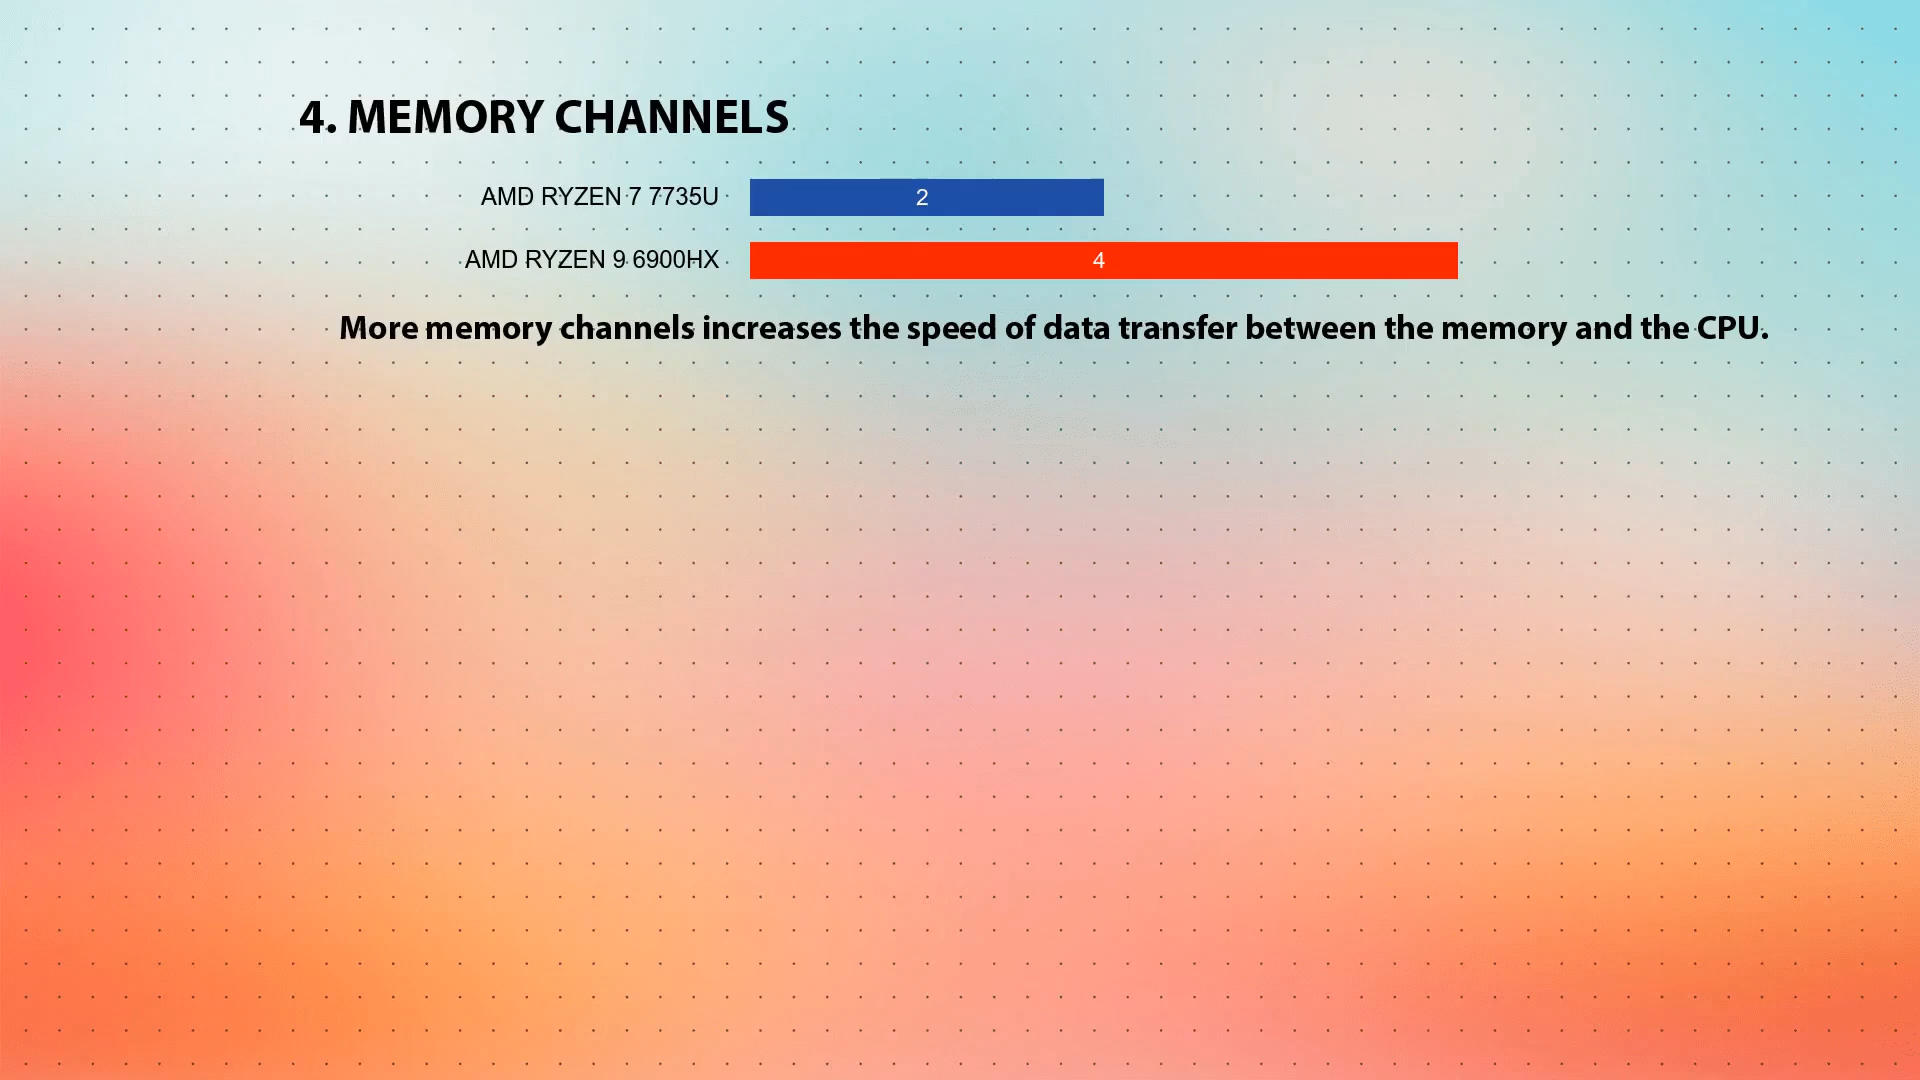 4. MEMORY CHANNELS
AMD RYZEN 7 7735U
2
AMD RYZEN 9 6900HX
4
More memory channels increases the speed of data transfer between the memory and the CPU.